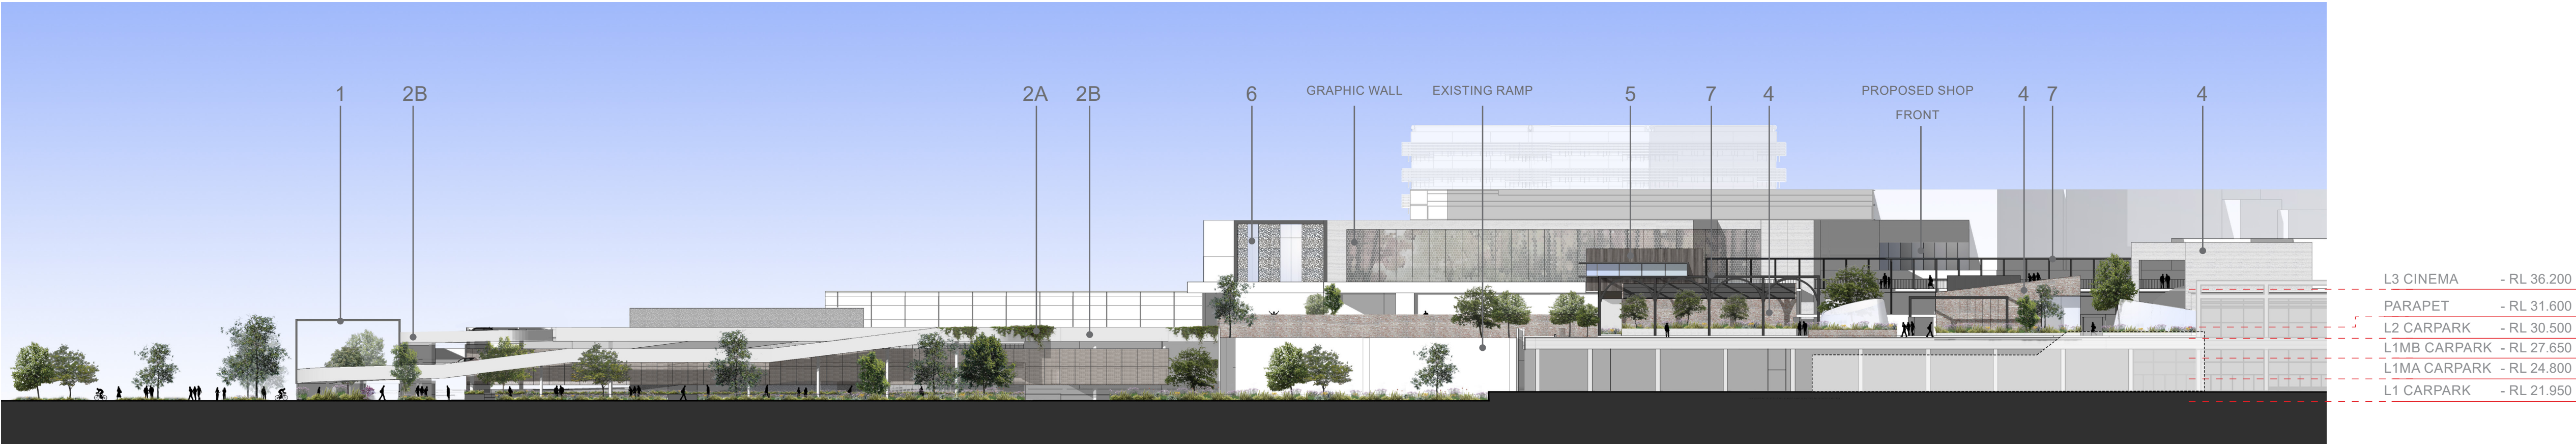 1
2B
2A
2B
6
GRAPHIC WALL
EXISTING RAMP
5
7
4
PROPOSED SHOP
FRONT
4
7
4
L3 CINEMA - RL 36.200
PARAPET - RL 31.600
L2 CARPARK - RL 30.500
L1MB CARPARK - RL 27.650
L1MA CARPARK - RL 24.800
L1 CARPARK - RL 21.950